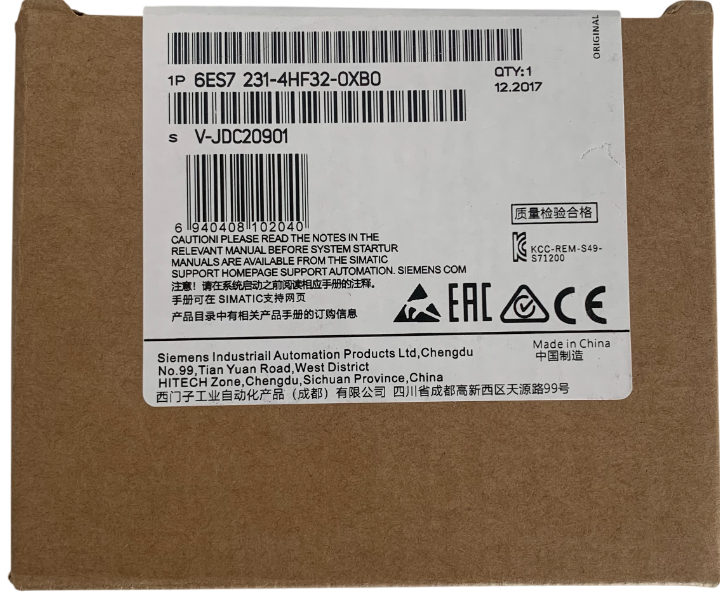 ORIGINAL
1P 6ES7 231-4HF32-0XB0
QTY:1
12.2017
S V-JDC20901
6 940408 102040
质量检验合格
KCC-REM-S49-
S71200
CAUTION! PLEASE READ THE NOTES IN THE
RELEVANT MANUAL BEFORE SYSTEM STARTUR
MANUALS ARE AVAILABLE FROM THE SIMATIC
SUPPORT HOMEPAGE SUPPORT AUTOMATION. SIEMENS COM
注意！请在系统启动之前阅读相应手册的注释。
手册可在 SIMATIC支持网页
产品目录中有相关产品手册的订购信息
EAC CE
Siemens Industriail Automation Products Ltd,Chengdu
No.99,Tian Yuan Road,West District
HITECH Zone,Chengdu,Sichuan Province,China
西门子工业自动化产品（成都）有限公司 四川省成都高新西区天源路99号
Made in China
中国制造